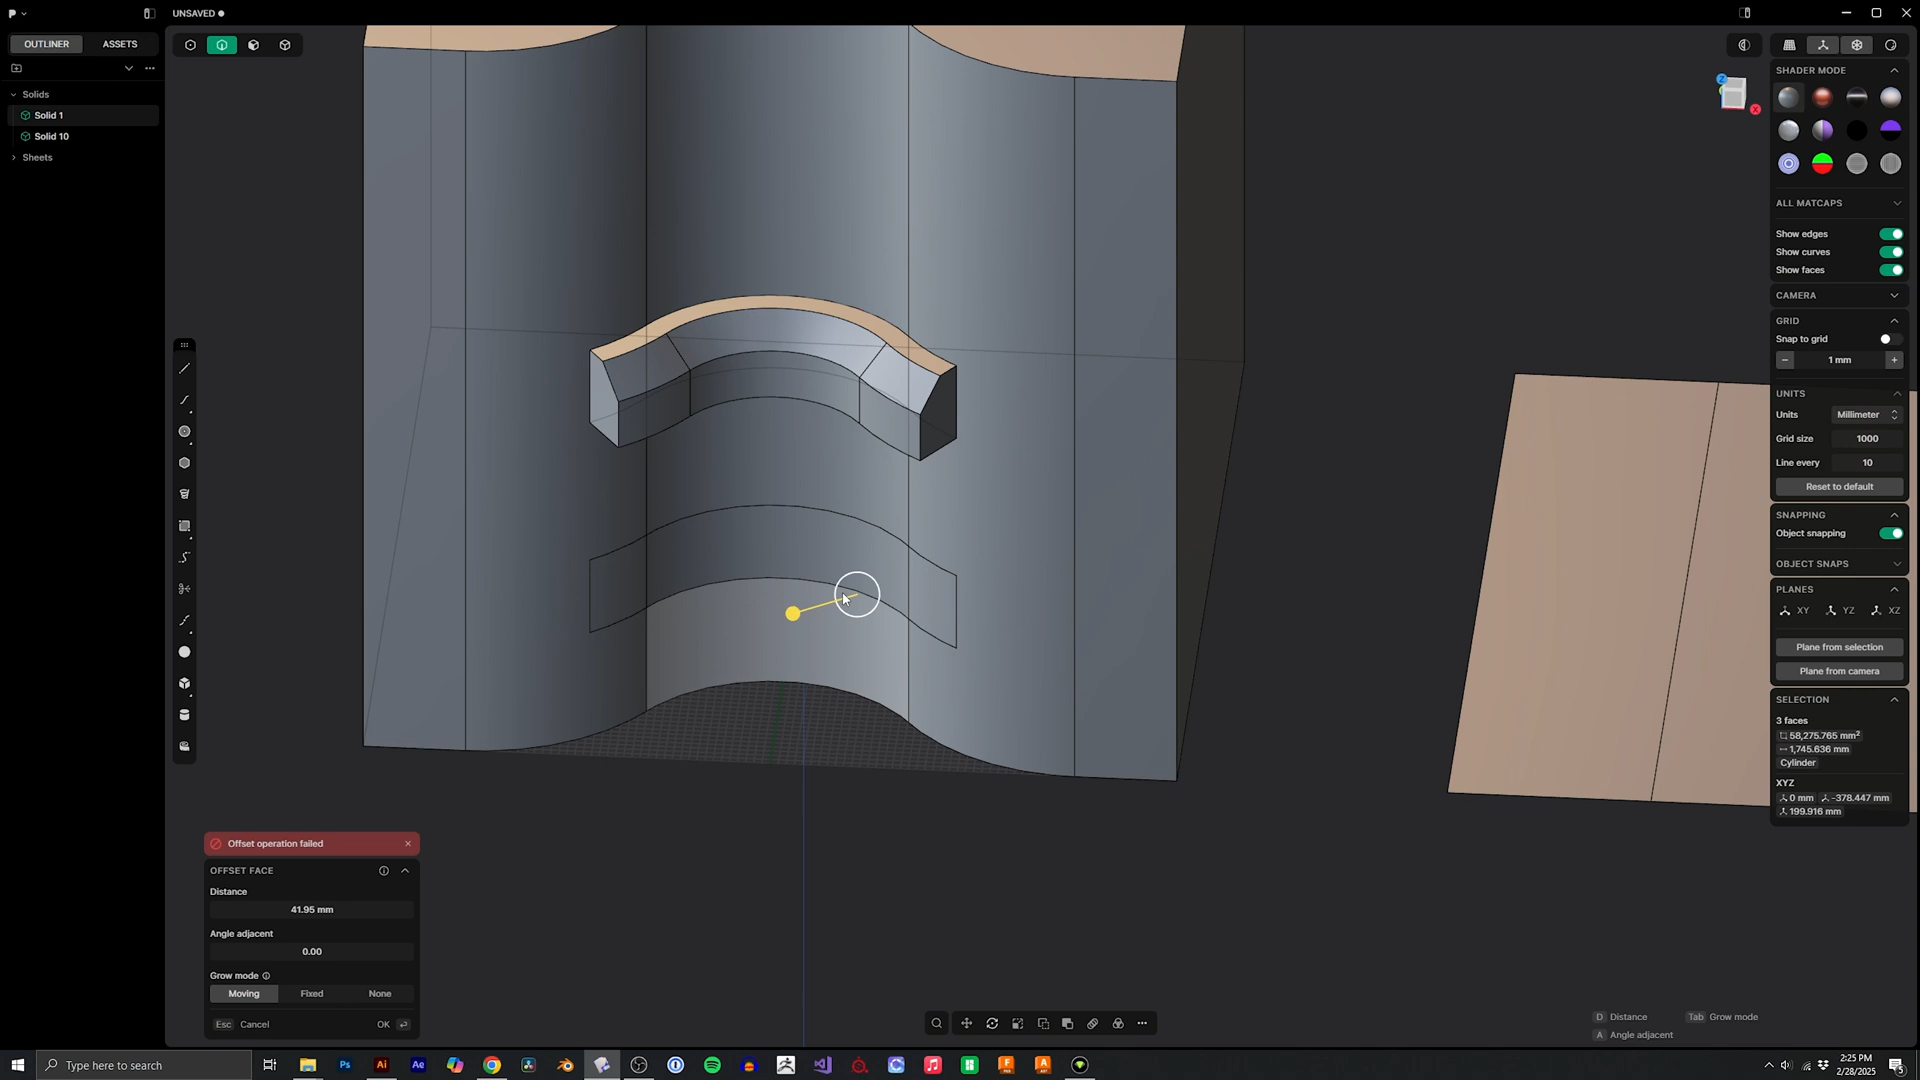 UNSAVED
OUTLINER
ASSETS
Solids
Solid 1
Solid 10
Sheets
Z
X
SHADER MODE
ALL MATCAPS
Show edges
Show curves
Show faces
CAMERA
GRID
Snap to grid
− 1 mm +
UNITS
Units Millimeter
Grid size 1000
Line every 10
Reset to default
SNAPPING
Object snapping
OBJECT SNAPS
PLANES
XY YZ XZ
Plane from selection
Plane from camera
SELECTION
3 faces
58,275.765 mm²
1,745.636 mm
Cylinder
XYZ
0 mm -378.447 mm
199.916 mm
Offset operation failed
OFFSET FACE
Distance
41.95 mm
Angle adjacent
0.00
Grow mode
Moving Fixed None
Esc Cancel OK
D Distance Tab Grow mode
A Angle adjacent
Type here to search
Ps
Ai
Ae
2:25 PM
2/28/2025
5